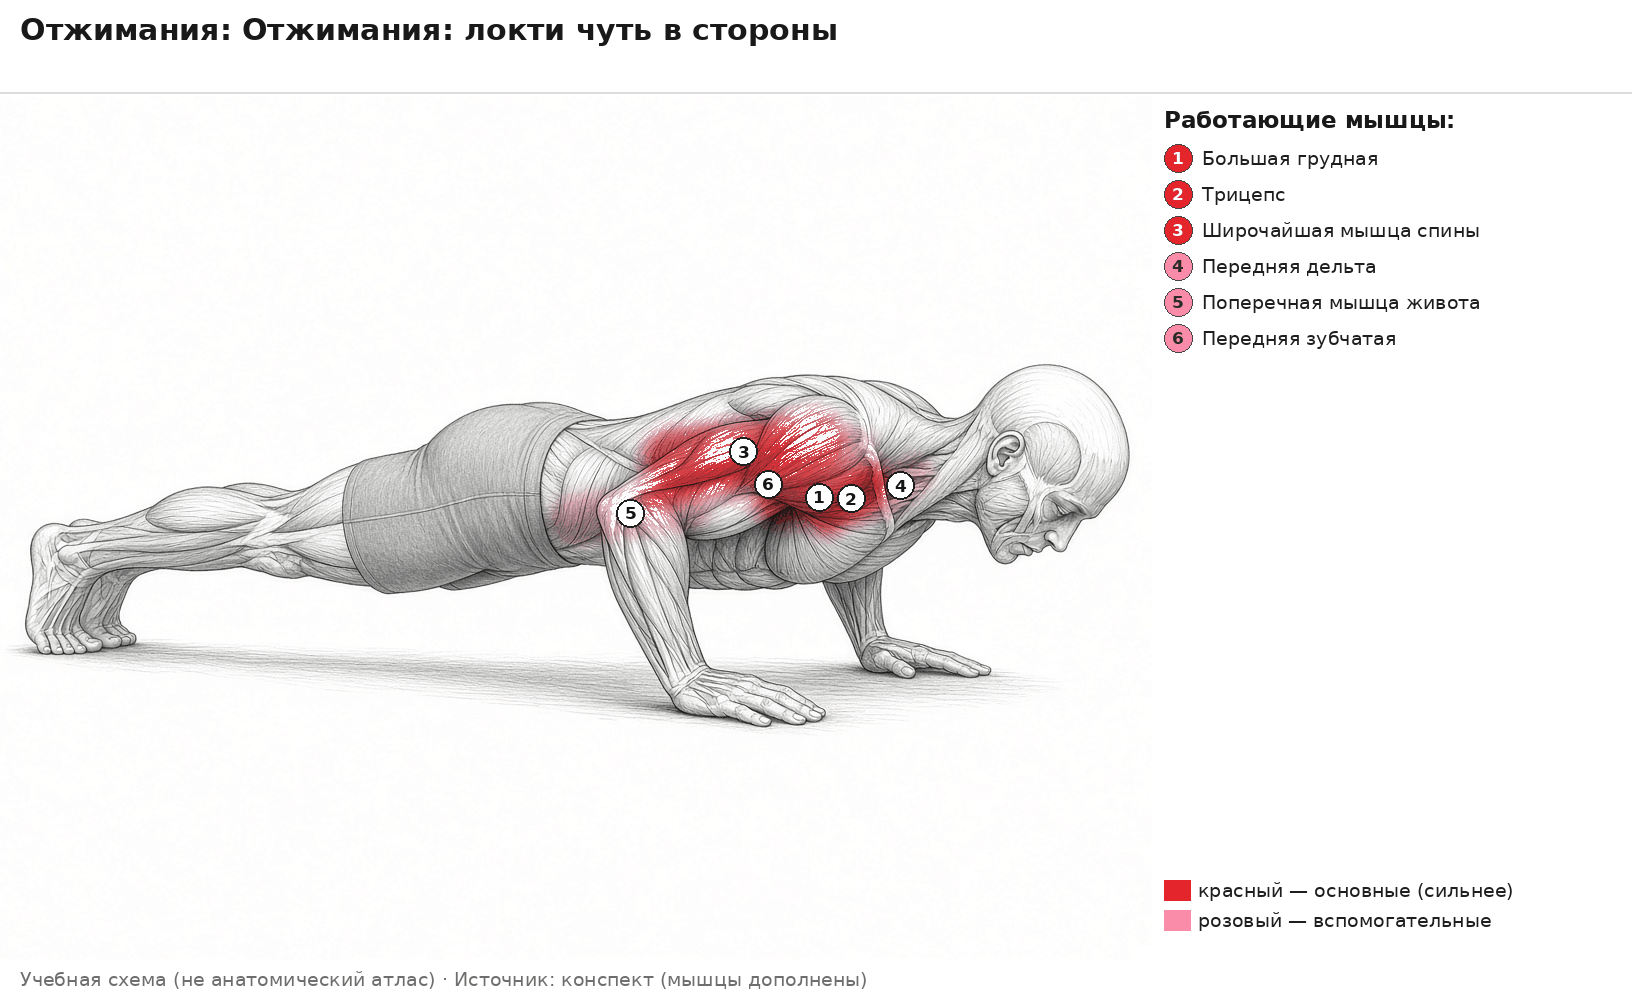 Отжимания: Отжимания: локти чуть в стороны
Работающие мышцы:
1 Большая грудная
2 Трицепс
3 Широчайшая мышца спины
4 Передняя дельта
5 Поперечная мышца живота
6 Передняя зубчатая
3
6
1
2
4
5
красный — основные (сильнее)
розовый — вспомогательные
Учебная схема (не анатомический атлас) · Источник: конспект (мышцы дополнены)